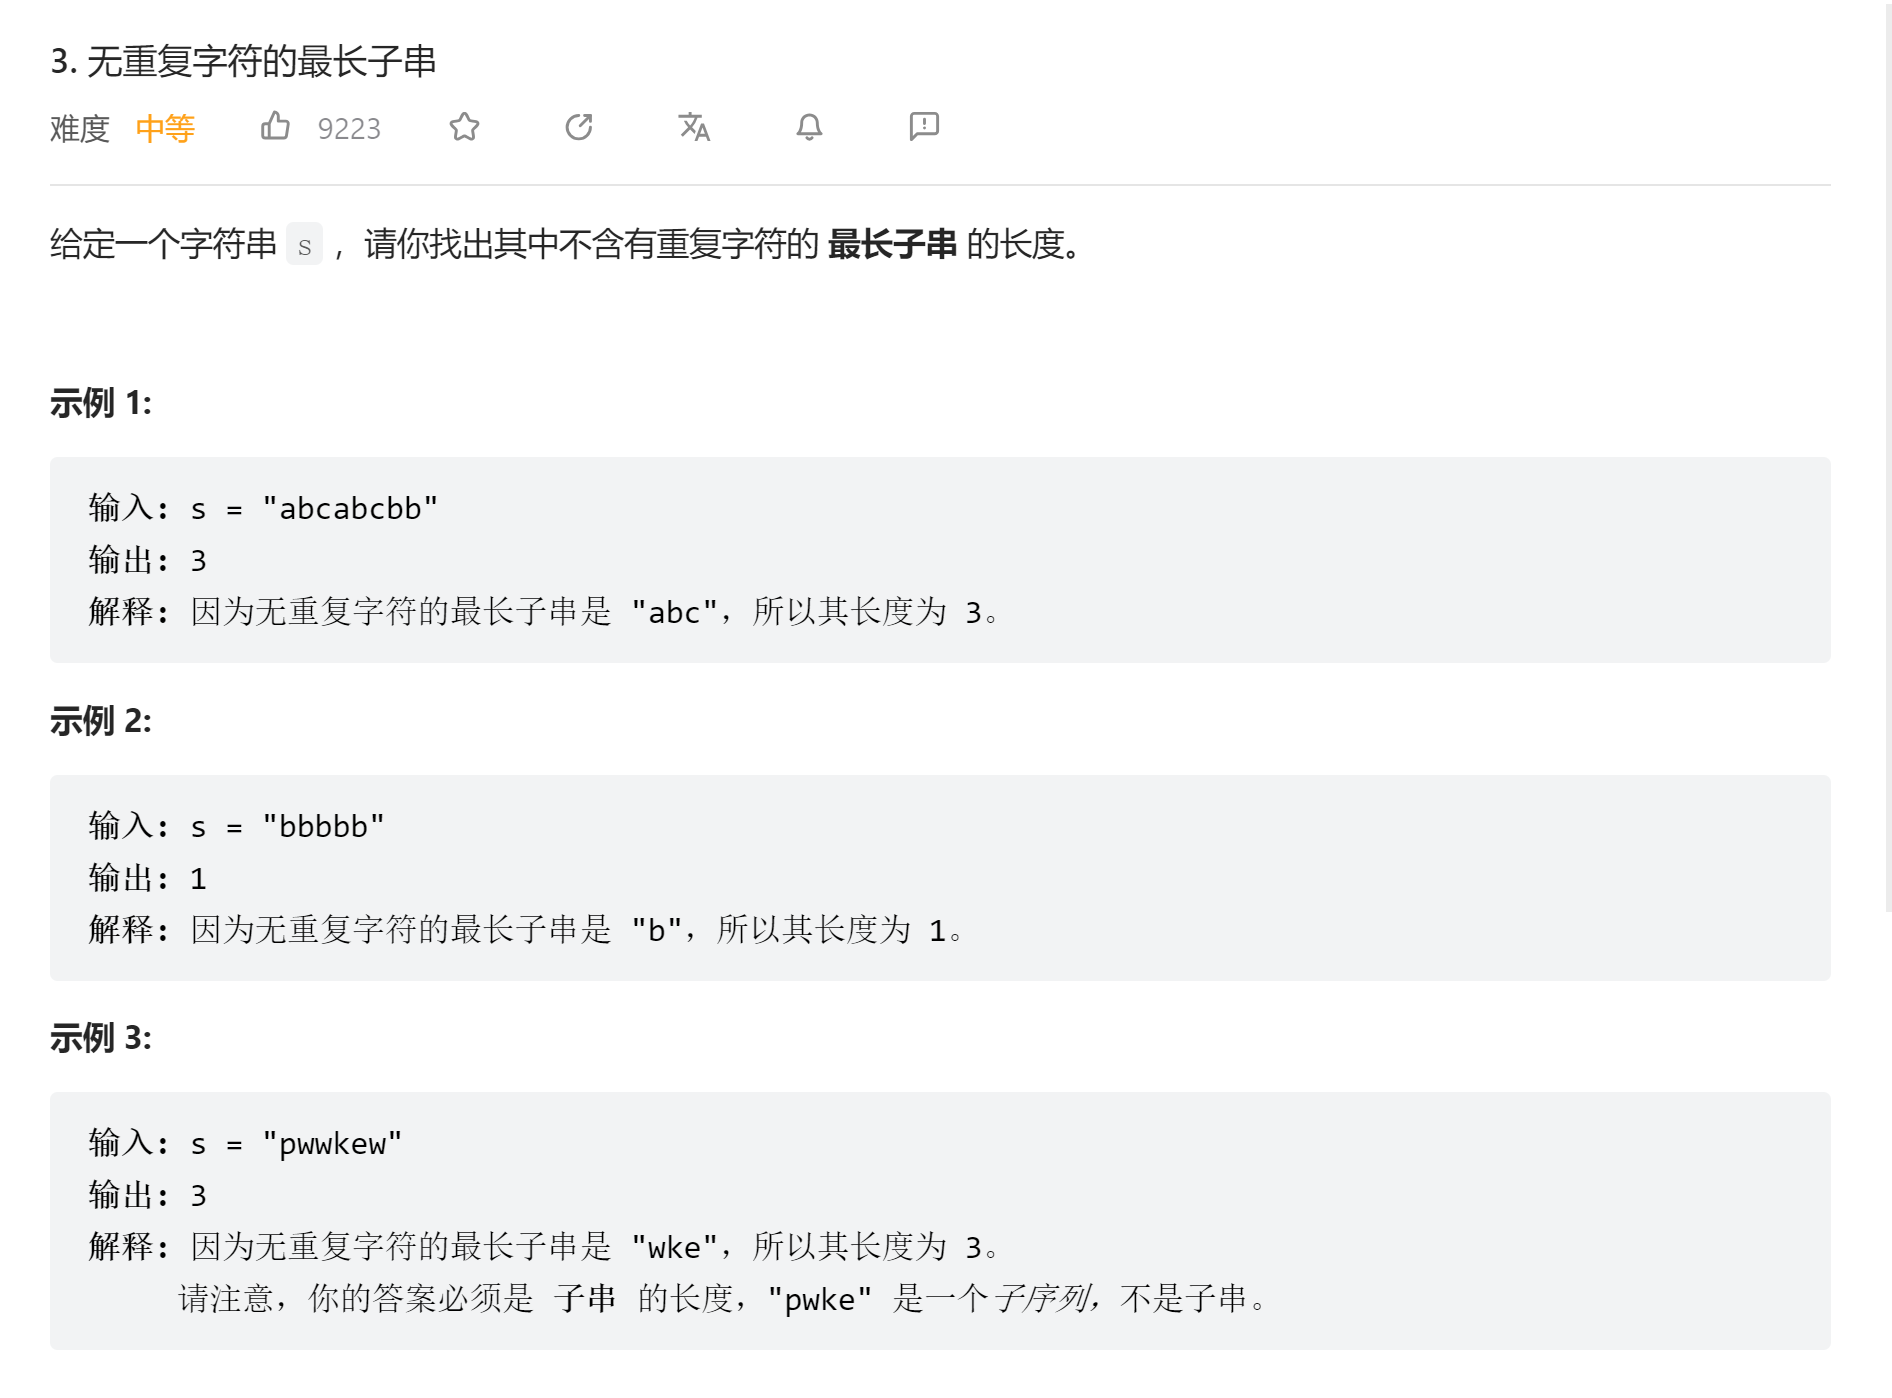 3. 无重复字符的最长子串
难度 中等 9223
给定一个字符串 s ，请你找出其中不含有重复字符的 最长子串 的长度。
示例 1:
输入: s = "abcabcbb"
输出: 3
解释: 因为无重复字符的最长子串是 "abc"，所以其长度为 3。
示例 2:
输入: s = "bbbbb"
输出: 1
解释: 因为无重复字符的最长子串是 "b"，所以其长度为 1。
示例 3:
输入: s = "pwwkew"
输出: 3
解释: 因为无重复字符的最长子串是 "wke"，所以其长度为 3。
请注意，你的答案必须是 子串 的长度，"pwke" 是一个子序列，不是子串。